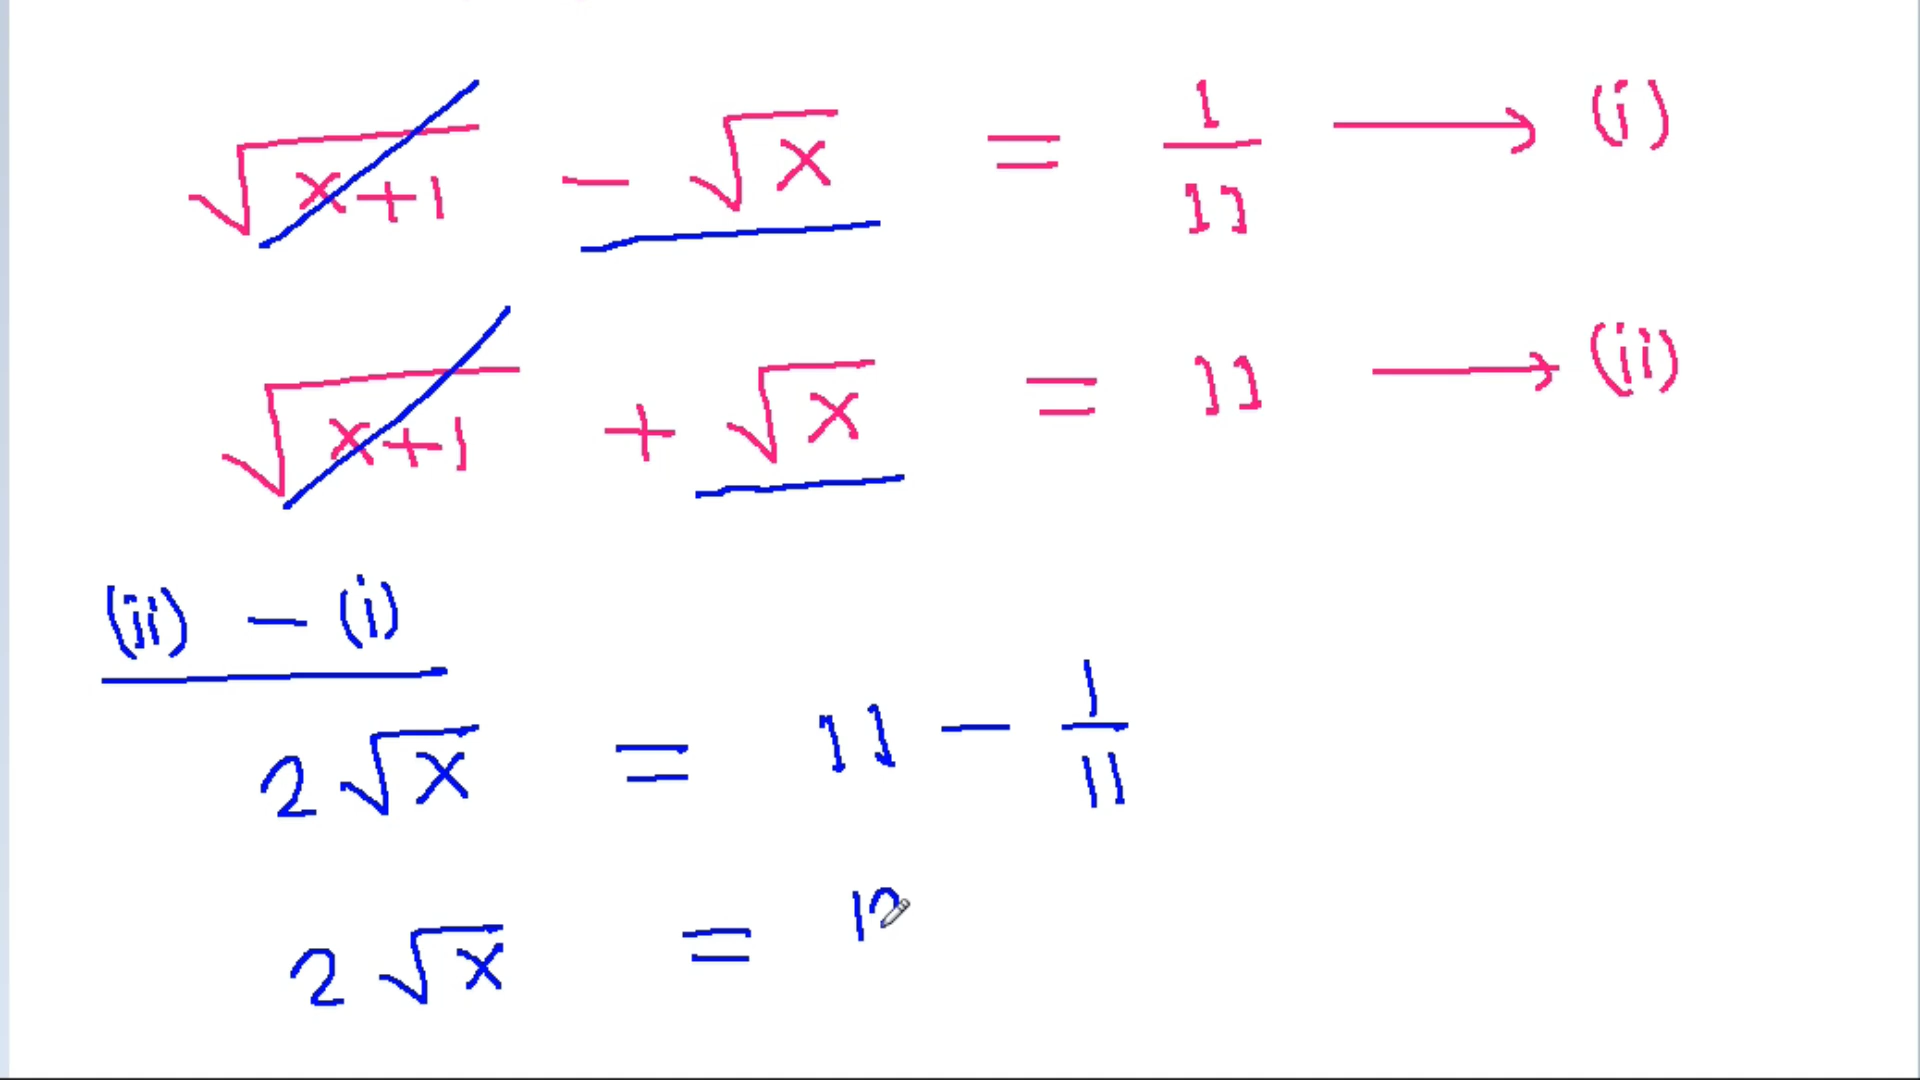 √(x+1) − √x = 1/11 → (i)
√(x+1) + √x = 11 → (ii)
(ii) − (i)
2√x = 11 − 1/11
2√x = 12